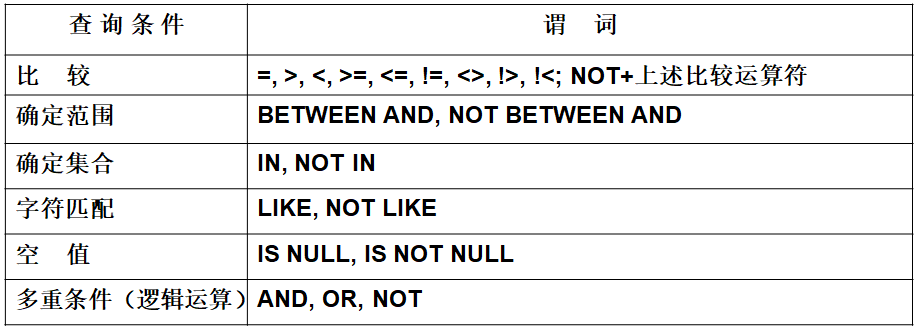 查询条件 谓词
比 较 =, >, <, >=, <=, !=, <>, !>, !<; NOT+上述比较运算符
确定范围 BETWEEN AND, NOT BETWEEN AND
确定集合 IN, NOT IN
字符匹配 LIKE, NOT LIKE
空 值 IS NULL, IS NOT NULL
多重条件（逻辑运算） AND, OR, NOT